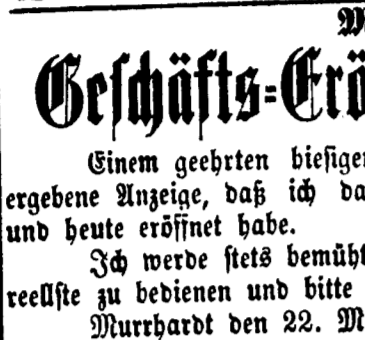 M
Geschäfts=Erö
Einem geehrten hiesigen
ergebene Anzeige, daß ich da
und heute eröffnet habe.
Ich werde stets bemüht
reellste zu bedienen und bitte
Murrhardt den 22. M